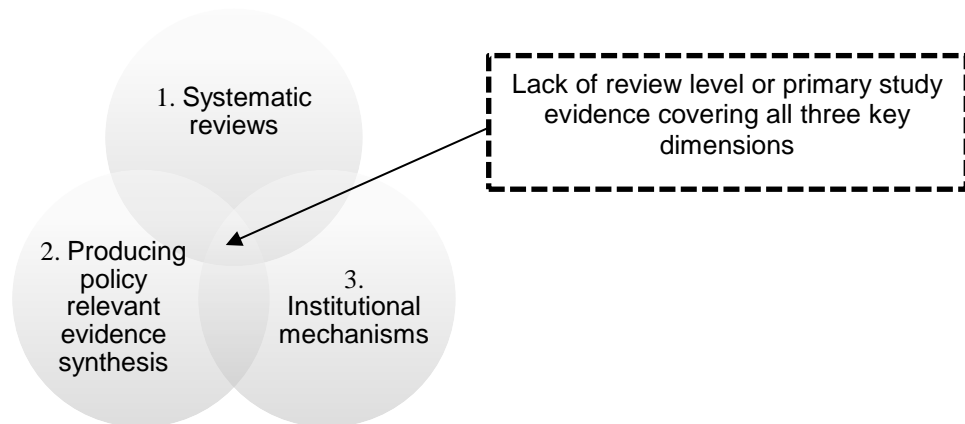 1. Systematic
reviews
Lack of review level or primary study
evidence covering all three key
dimensions
2. Producing
policy
relevant
evidence
synthesis
3.
Institutional
mechanisms